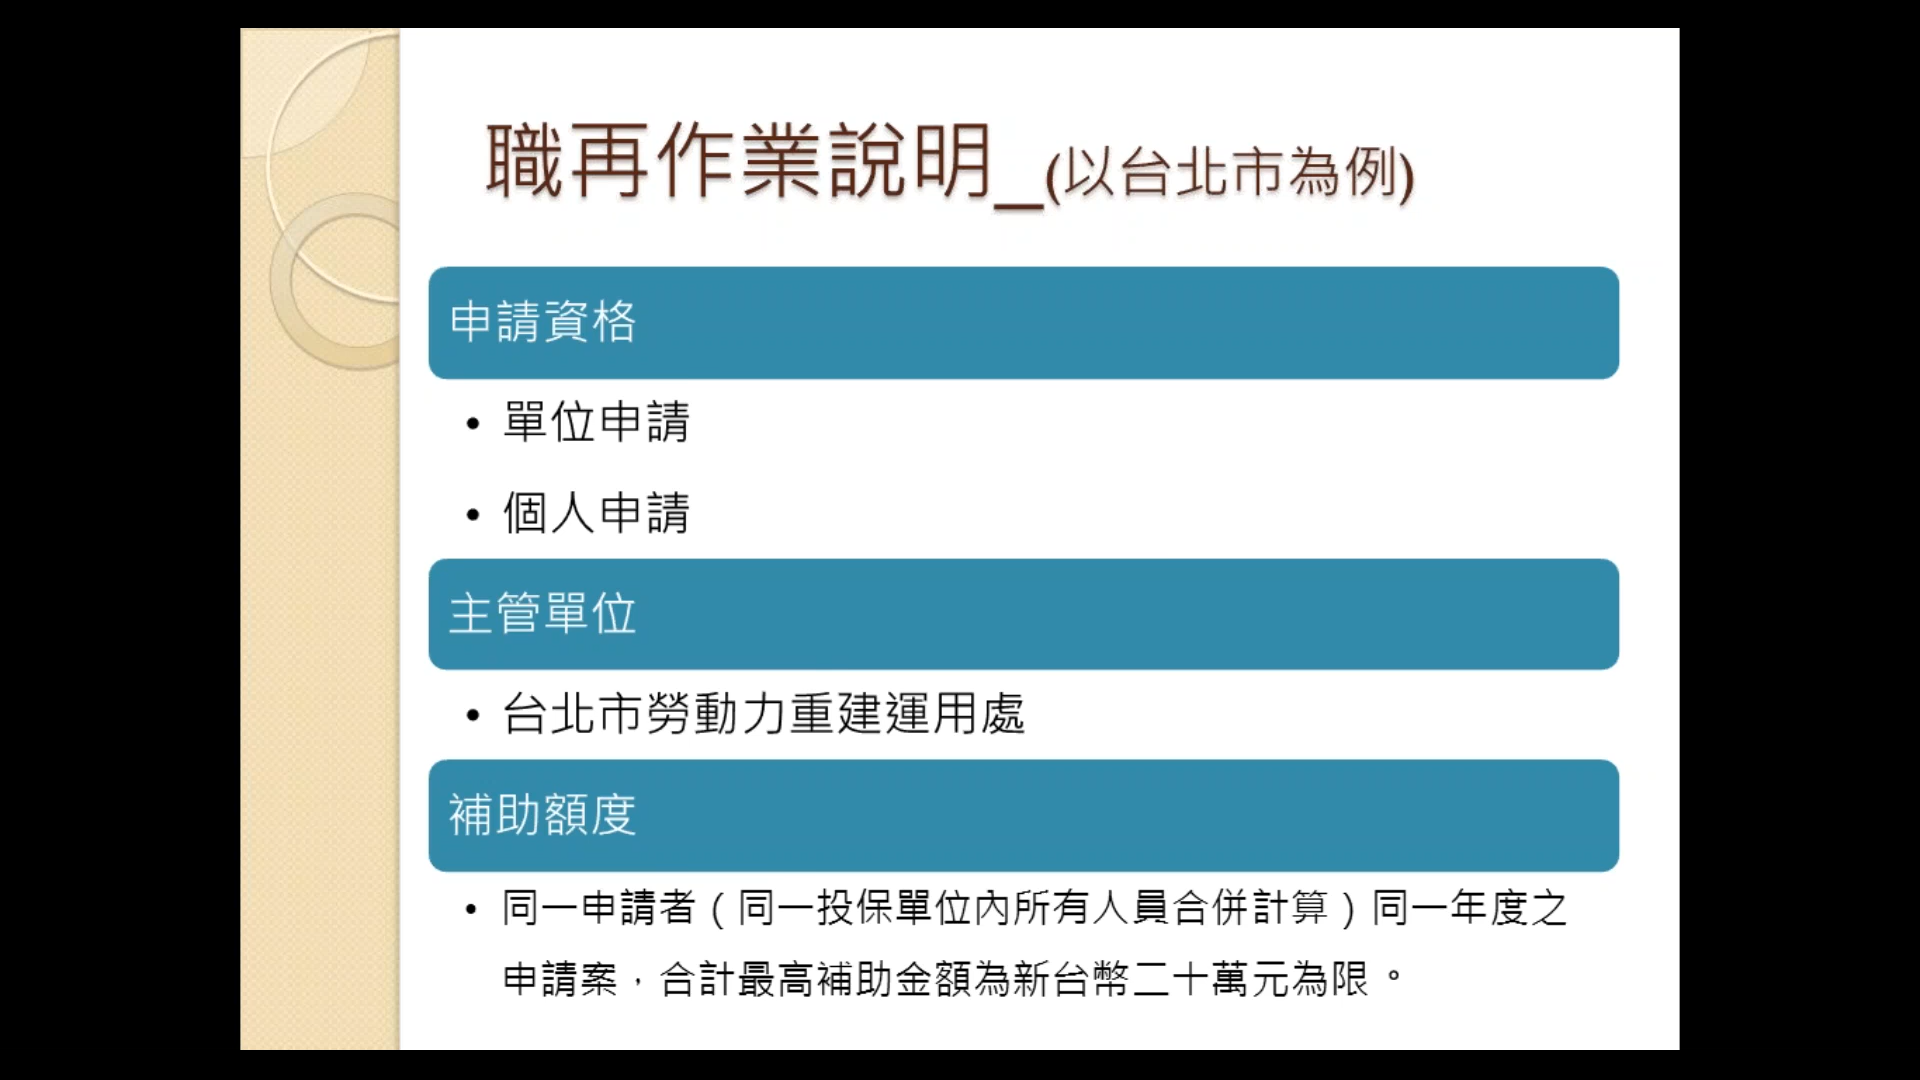 職再作業說明_(以台北市為例)
申請資格
• 單位申請
• 個人申請
主管單位
• 台北市勞動力重建運用處
補助額度
• 同一申請者（同一投保單位內所有人員合併計算）同一年度之
申請案，合計最高補助金額為新台幣二十萬元為限。